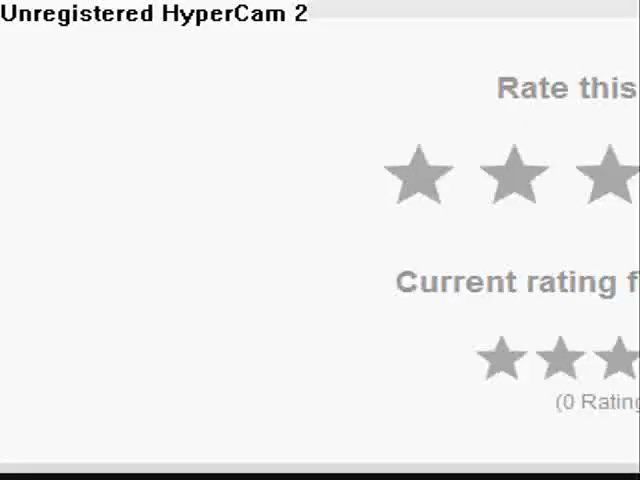 Unregistered HyperCam 2
Rate this
Current rating f
(0 Rating